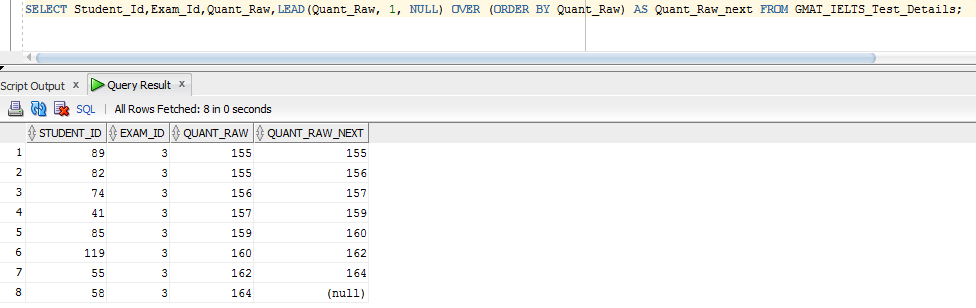 SELECT Student_Id,Exam_Id,Quant_Raw,LEAD(Quant_Raw, 1, NULL) OVER (ORDER BY Quant_Raw) AS Quant_Raw_next FROM GMAT_IELTS_Test_Details;
Script Output x Query Result x
SQL | All Rows Fetched: 8 in 0 seconds
STUDENT_ID EXAM_ID QUANT_RAW QUANT_RAW_NEXT
1 89 3 155 155
2 82 3 155 156
3 74 3 156 157
4 41 3 157 159
5 85 3 159 160
6 119 3 160 162
7 55 3 162 164
8 58 3 164 (null)